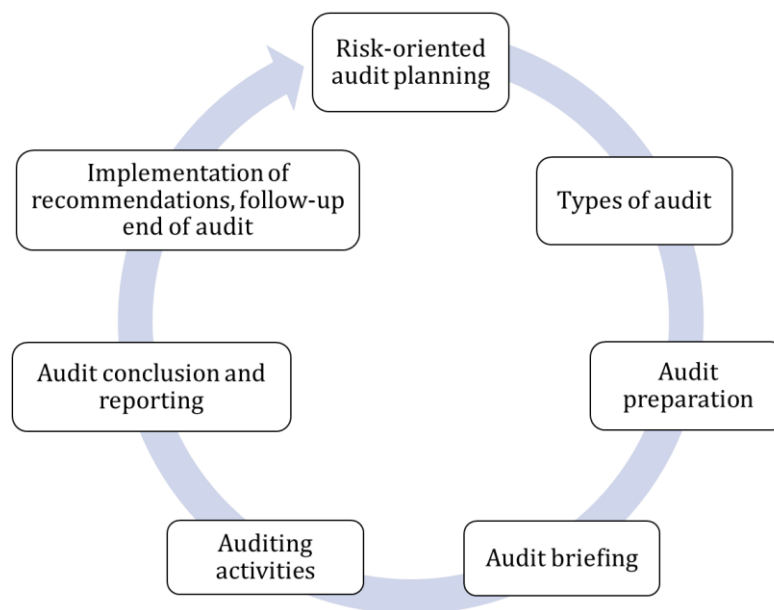 Risk-oriented
audit planning
Types of audit
Audit
preparation
Audit briefing
Auditing
activities
Audit conclusion and
reporting
Implementation of
recommendations, follow-up
end of audit